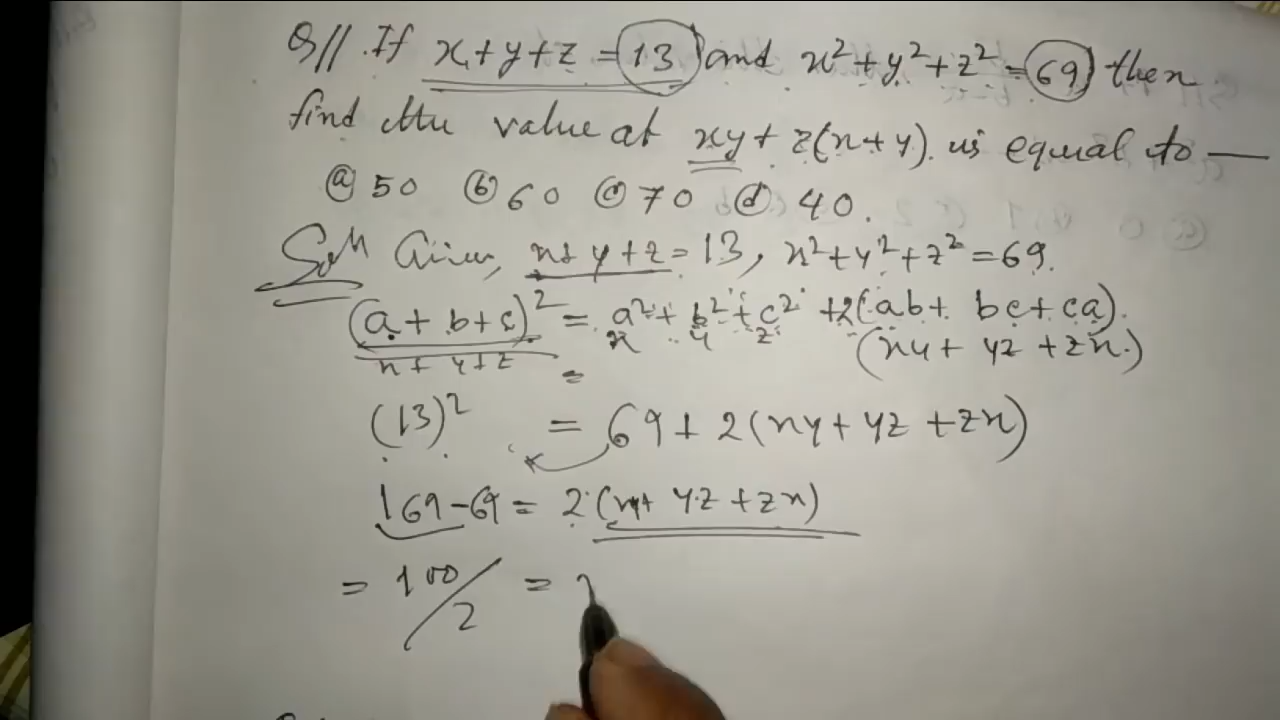 Q// .If x+y+z =13 and x²+y²+z² =69 then
find the value at xy+ z(x+y). is equal to —
(a) 50 (b) 60 (c) 70 (d) 40.
Solⁿ Given, x+y+z=13, x²+y²+z²=69.
(a+b+c)² = a²+b²+c² +2(ab+ bc+ca).
x+y+z = x y z (xy+ yz +zx.)
(13)² = 69+2(xy+yz+zx)
169-69= 2(xy+ yz+zx)
= 100/2 = x